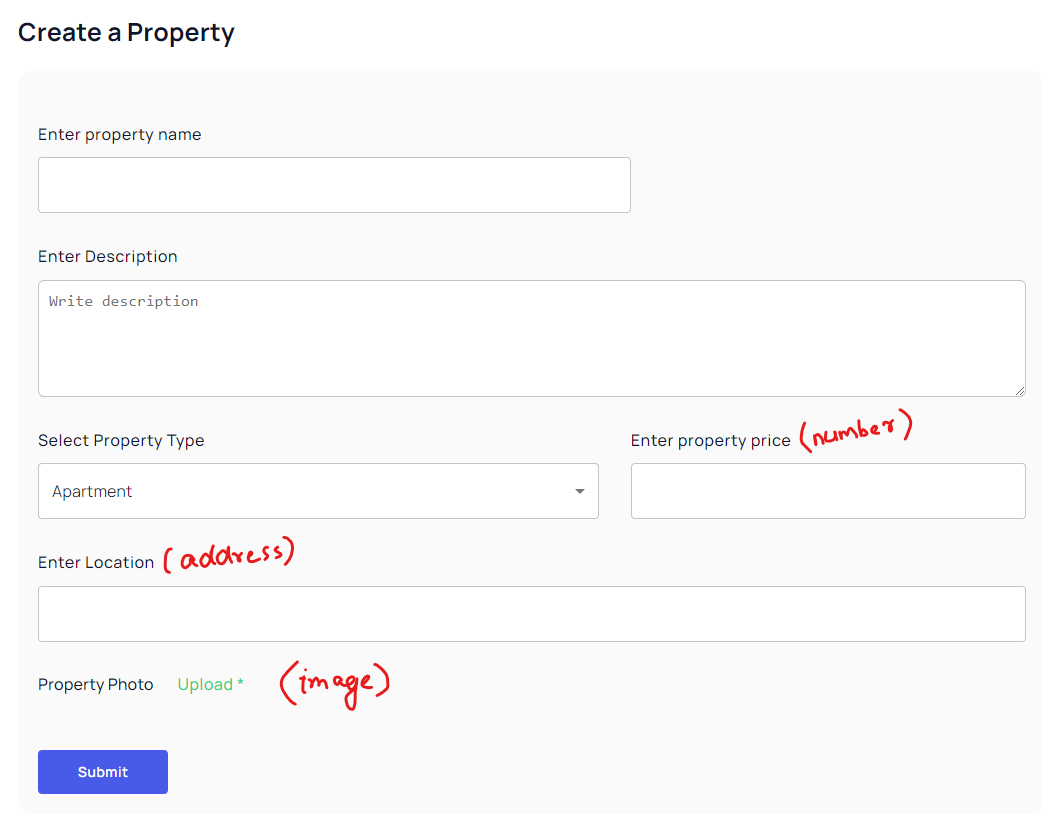 Create a Property
Enter property name
Enter Description
Write description
Select Property Type
Apartment
Enter property price (number)
Enter Location (address)
Property Photo Upload * (image)
Submit